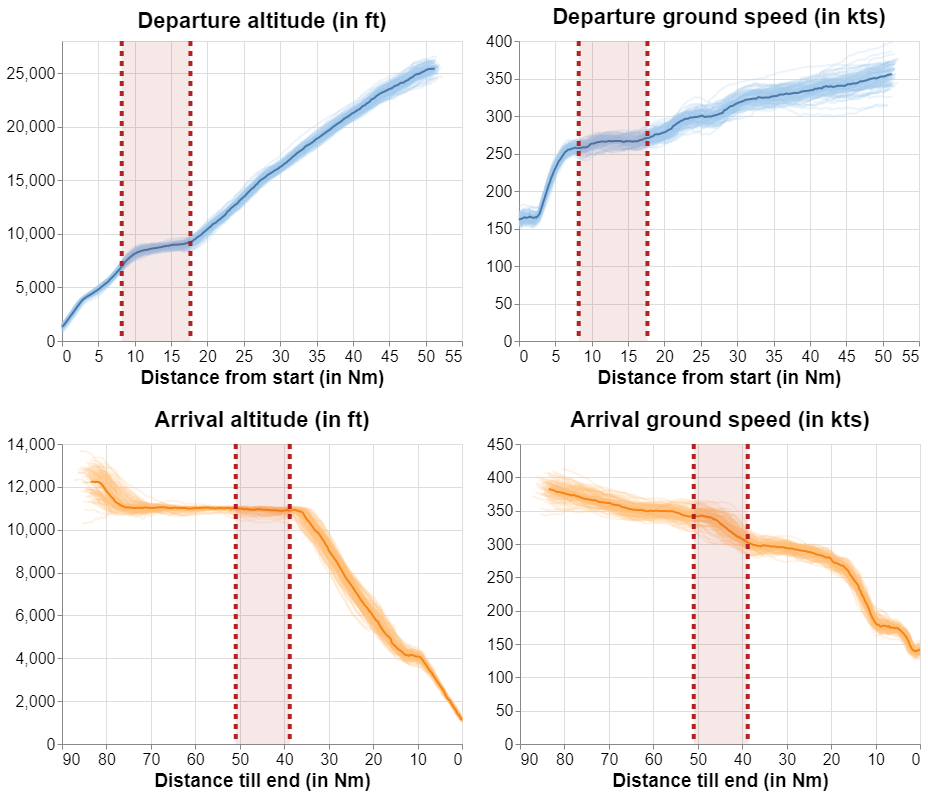 Departure altitude (in ft)
25,000
20,000
15,000
10,000
5,000
0
0 5 10 15 20 25 30 35 40 45 50 55
Distance from start (in Nm)
Departure ground speed (in kts)
400
350
300
250
200
150
100
50
0
0 5 10 15 20 25 30 35 40 45 50 55
Distance from start (in Nm)
Arrival altitude (in ft)
14,000
12,000
10,000
8,000
6,000
4,000
2,000
0
90 80 70 60 50 40 30 20 10 0
Distance till end (in Nm)
Arrival ground speed (in kts)
450
400
350
300
250
200
150
100
50
0
90 80 70 60 50 40 30 20 10 0
Distance till end (in Nm)